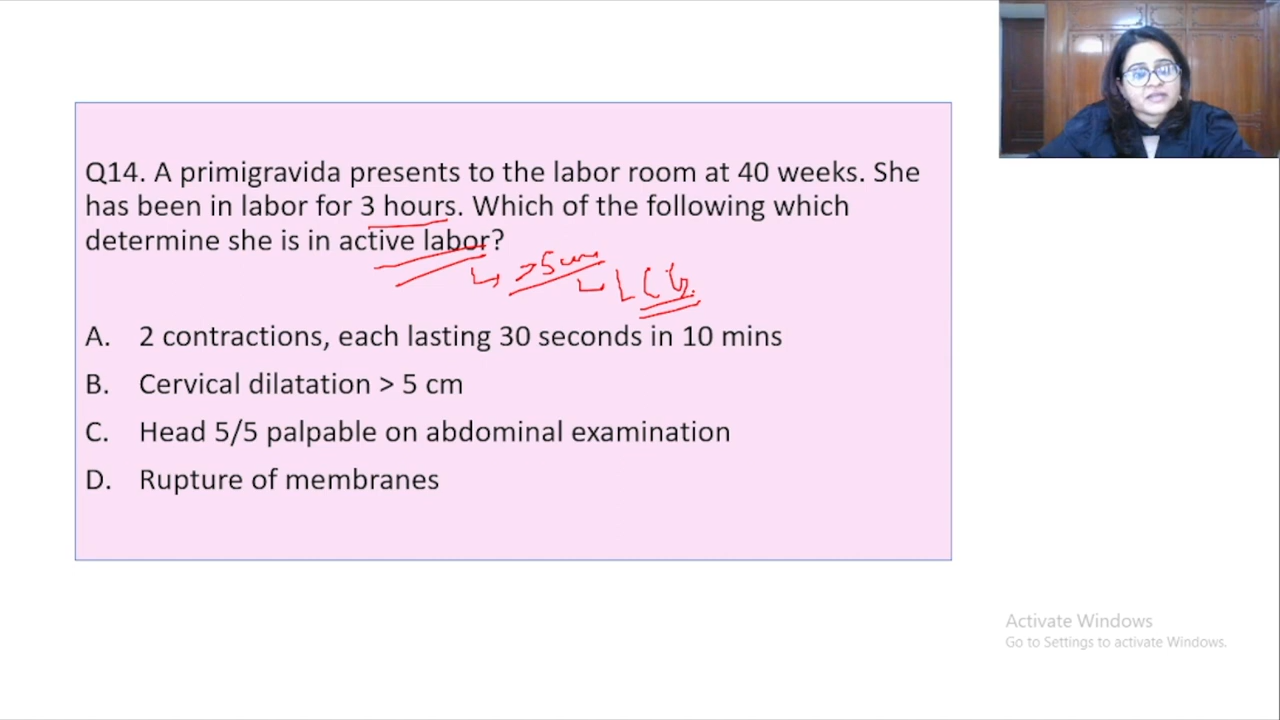 Q14. A primigravida presents to the labor room at 40 weeks. She
has been in labor for 3 hours. Which of the following which
determine she is in active labor?
>5cm
LCG
A. 2 contractions, each lasting 30 seconds in 10 mins
B. Cervical dilatation > 5 cm
C. Head 5/5 palpable on abdominal examination
D. Rupture of membranes
Activate Windows
Go to Settings to activate Windows.